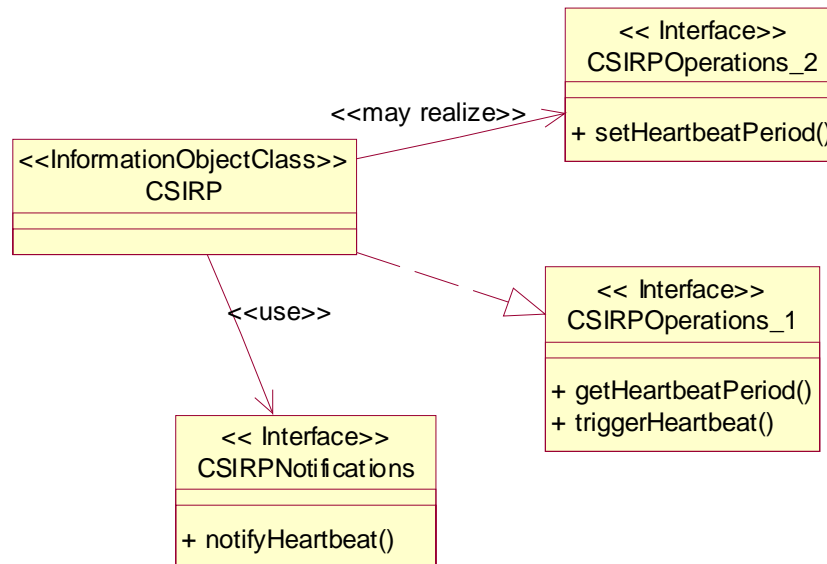 << Interface>>
CSIRPOperations_2
+ setHeartbeatPeriod()
<<may realize>>
<<InformationObjectClass>>
CSIRP
<< Interface>>
CSIRPOperations_1
+ getHeartbeatPeriod()
+ triggerHeartbeat()
<<use>>
<< Interface>>
CSIRPNotifications
+ notifyHeartbeat()